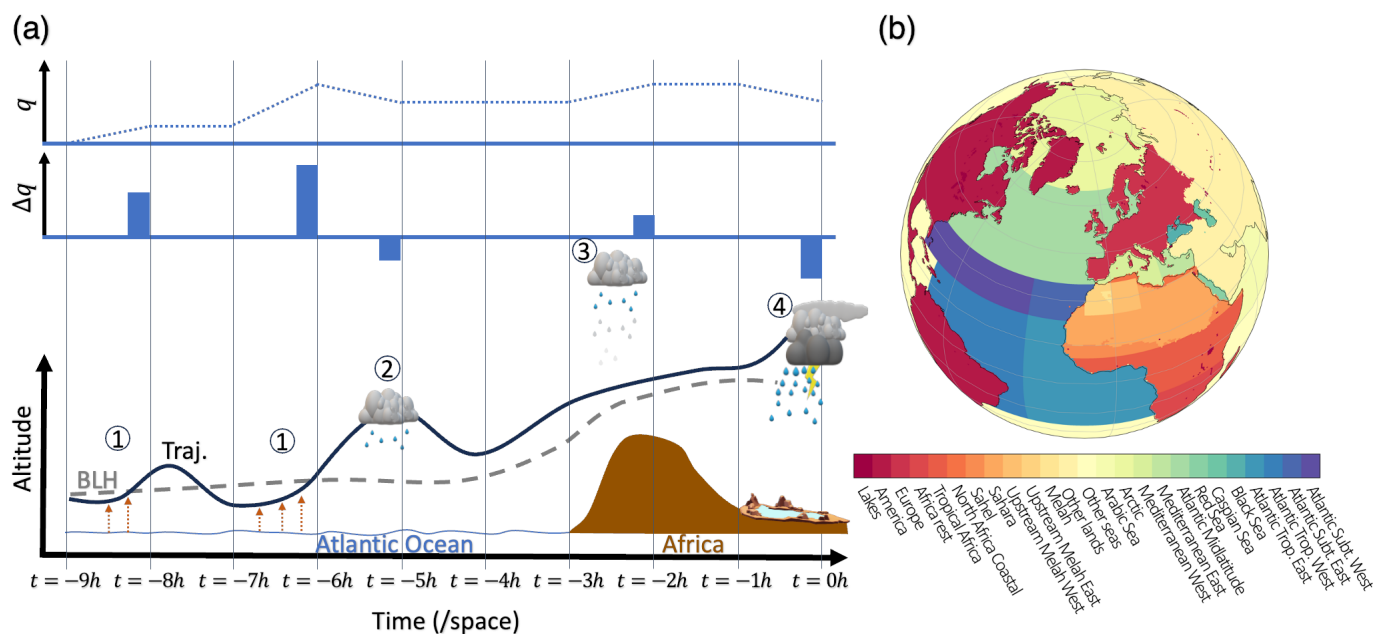 (a)
q
Δq
①
Traj.
BLH
①
②
③
④
Altitude
Atlantic Ocean
Africa
t = −9h
t = −8h
t = −7h
t = −6h
t = −5h
t = −4h
t = −3h
t = −2h
t = −1h
t = 0h
Time (/space)
(b)
Lakes
America
Europe
Africa rest
Tropical Africa
North Africa Coastal
Sahel
Sahara
Upstream Melah West
Upstream Melah East
Melah
Other lands
Other seas
Arabic Sea
Arctic
Mediterranean West
Mediterranean East
Atlantic Midlatitude
Red Sea
Caspian Sea
Black Sea
Atlantic Trop. East
Atlantic Trop. West
Atlantic Subt. East
Atlantic Subt. West